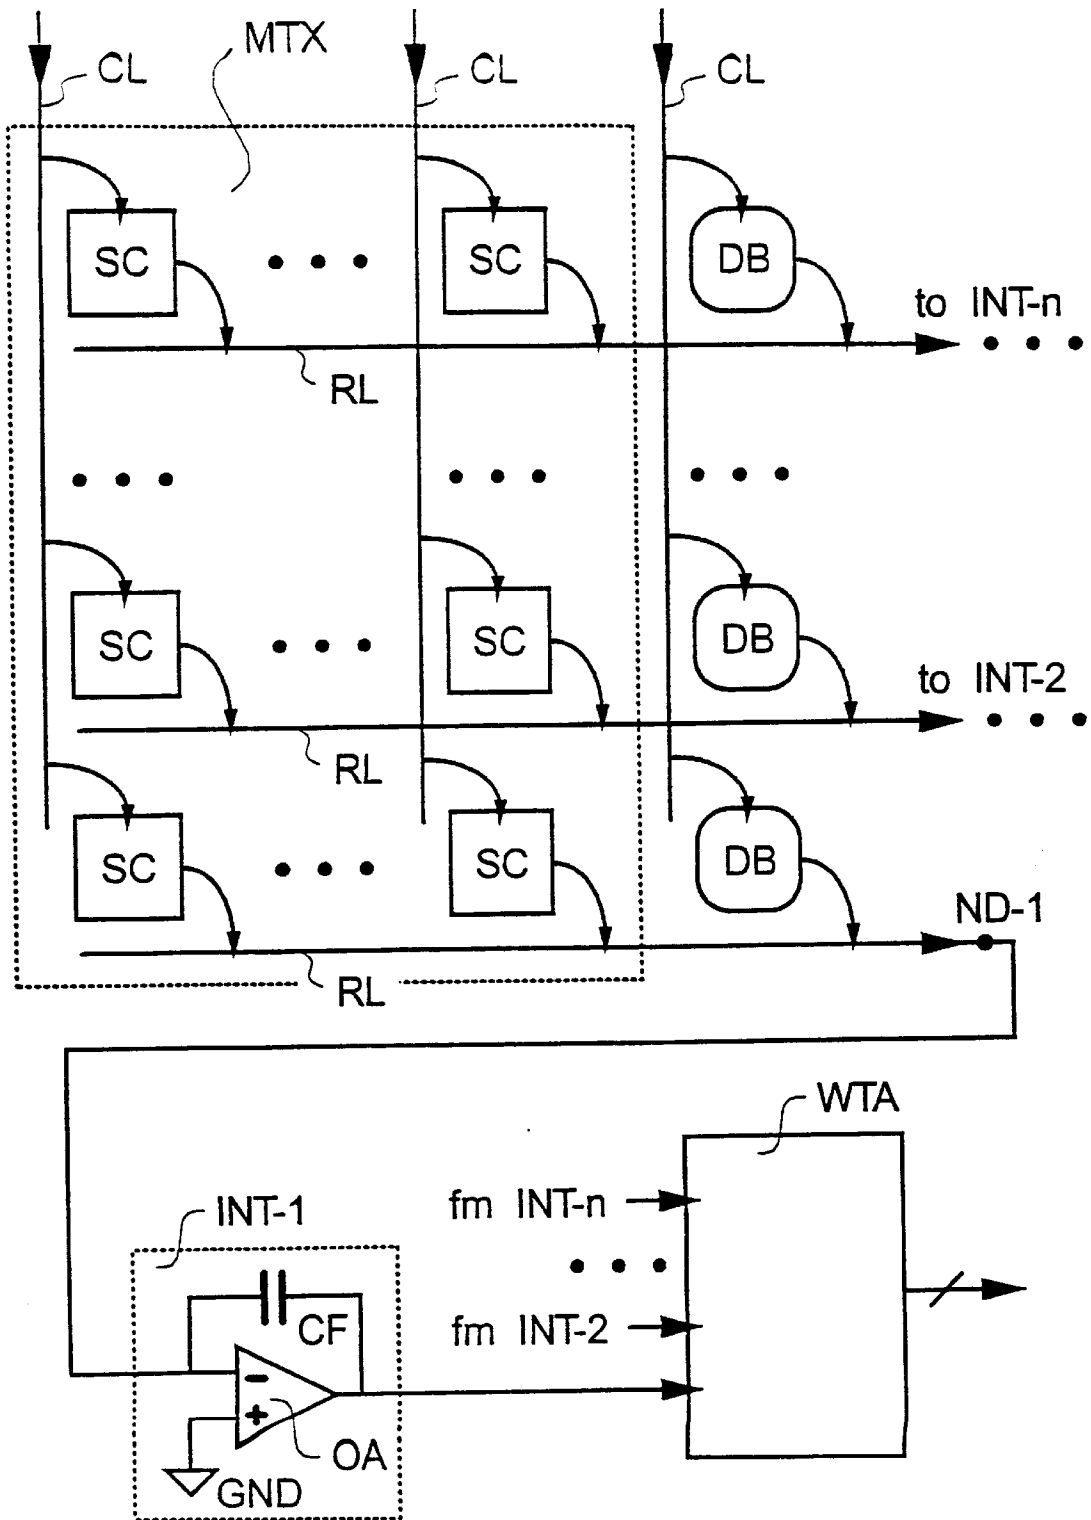 MTX
CL CL CL
SC SC DB
to INT-n
RL
SC SC DB
to INT-2
RL
SC SC DB
ND-1
RL
WTA
fm INT-n
INT-1
fm INT-2
CF
-
+
OA
GND